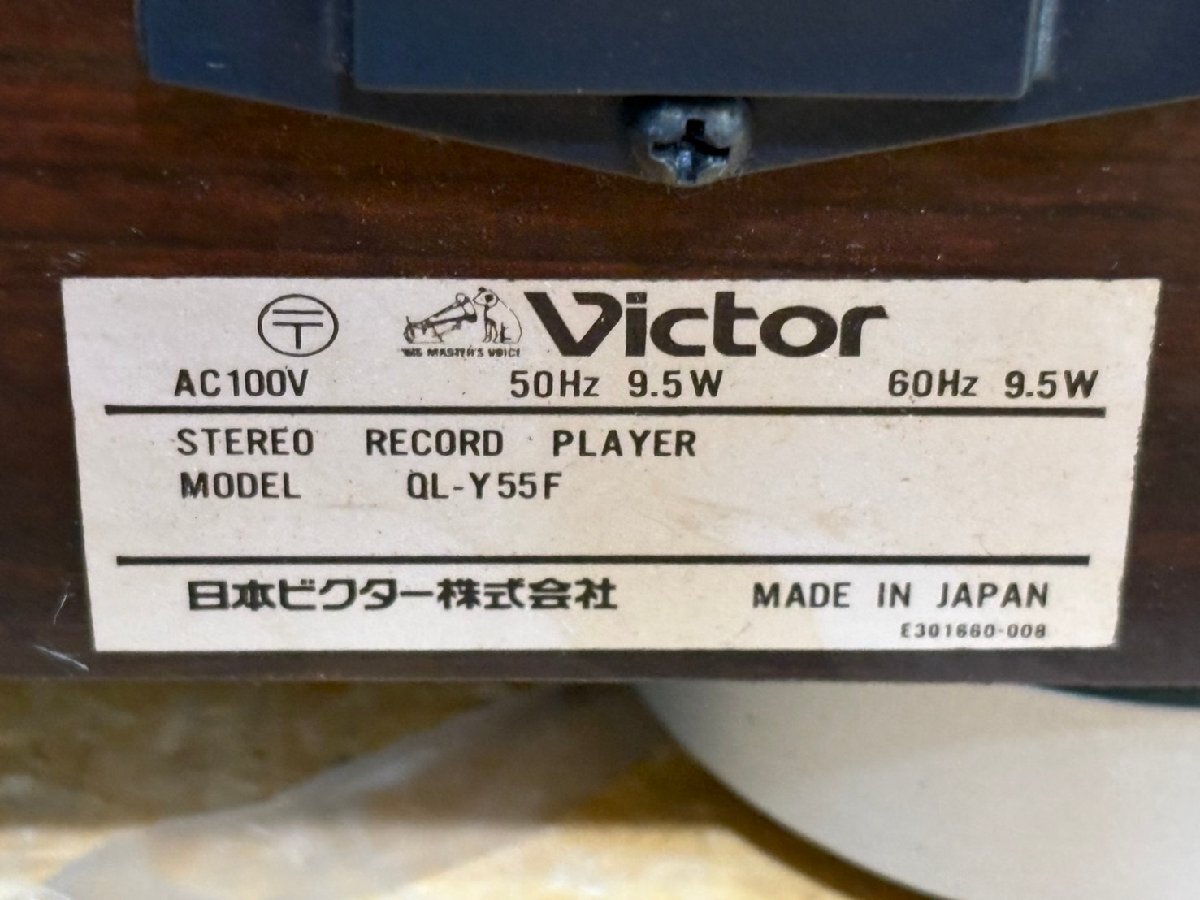 〒 Victor
"HIS MASTER'S VOICE"
AC100V 50Hz 9.5W 60Hz 9.5W
STEREO RECORD PLAYER
MODEL QL-Y55F
日本ビクター株式会社 MADE IN JAPAN
E301660-008